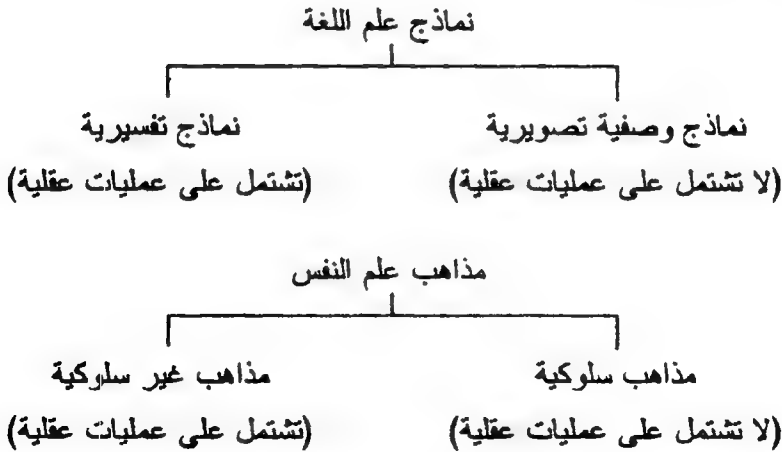 نماذج علم اللغة
نماذج وصفية تصويرية نماذج تفسيرية
(لا تشتمل على عمليات عقلية) (تشتمل على عمليات عقلية)
مذاهب علم النفس
مذاهب سلوكية مذاهب غير سلوكية
(لا تشتمل على عمليات عقلية) (تشتمل على عمليات عقلية)